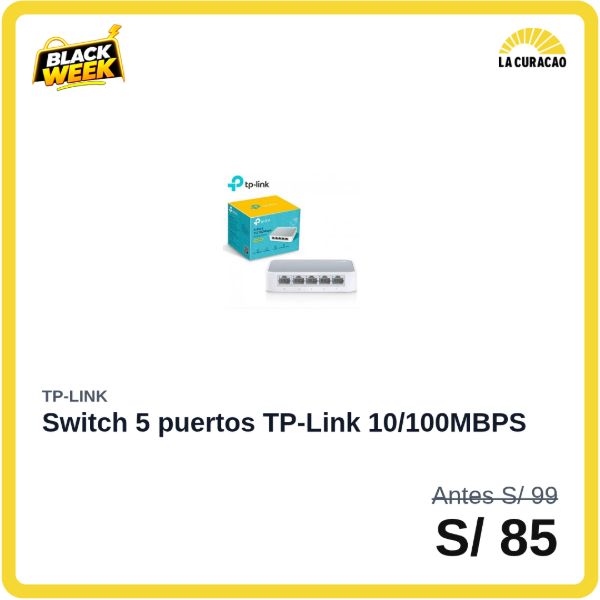 BLACK
WEEK
LA CURACAO
tp-link
TP-LINK
Switch 5 puertos TP-Link 10/100MBPS
Antes S/ 99
S/ 85